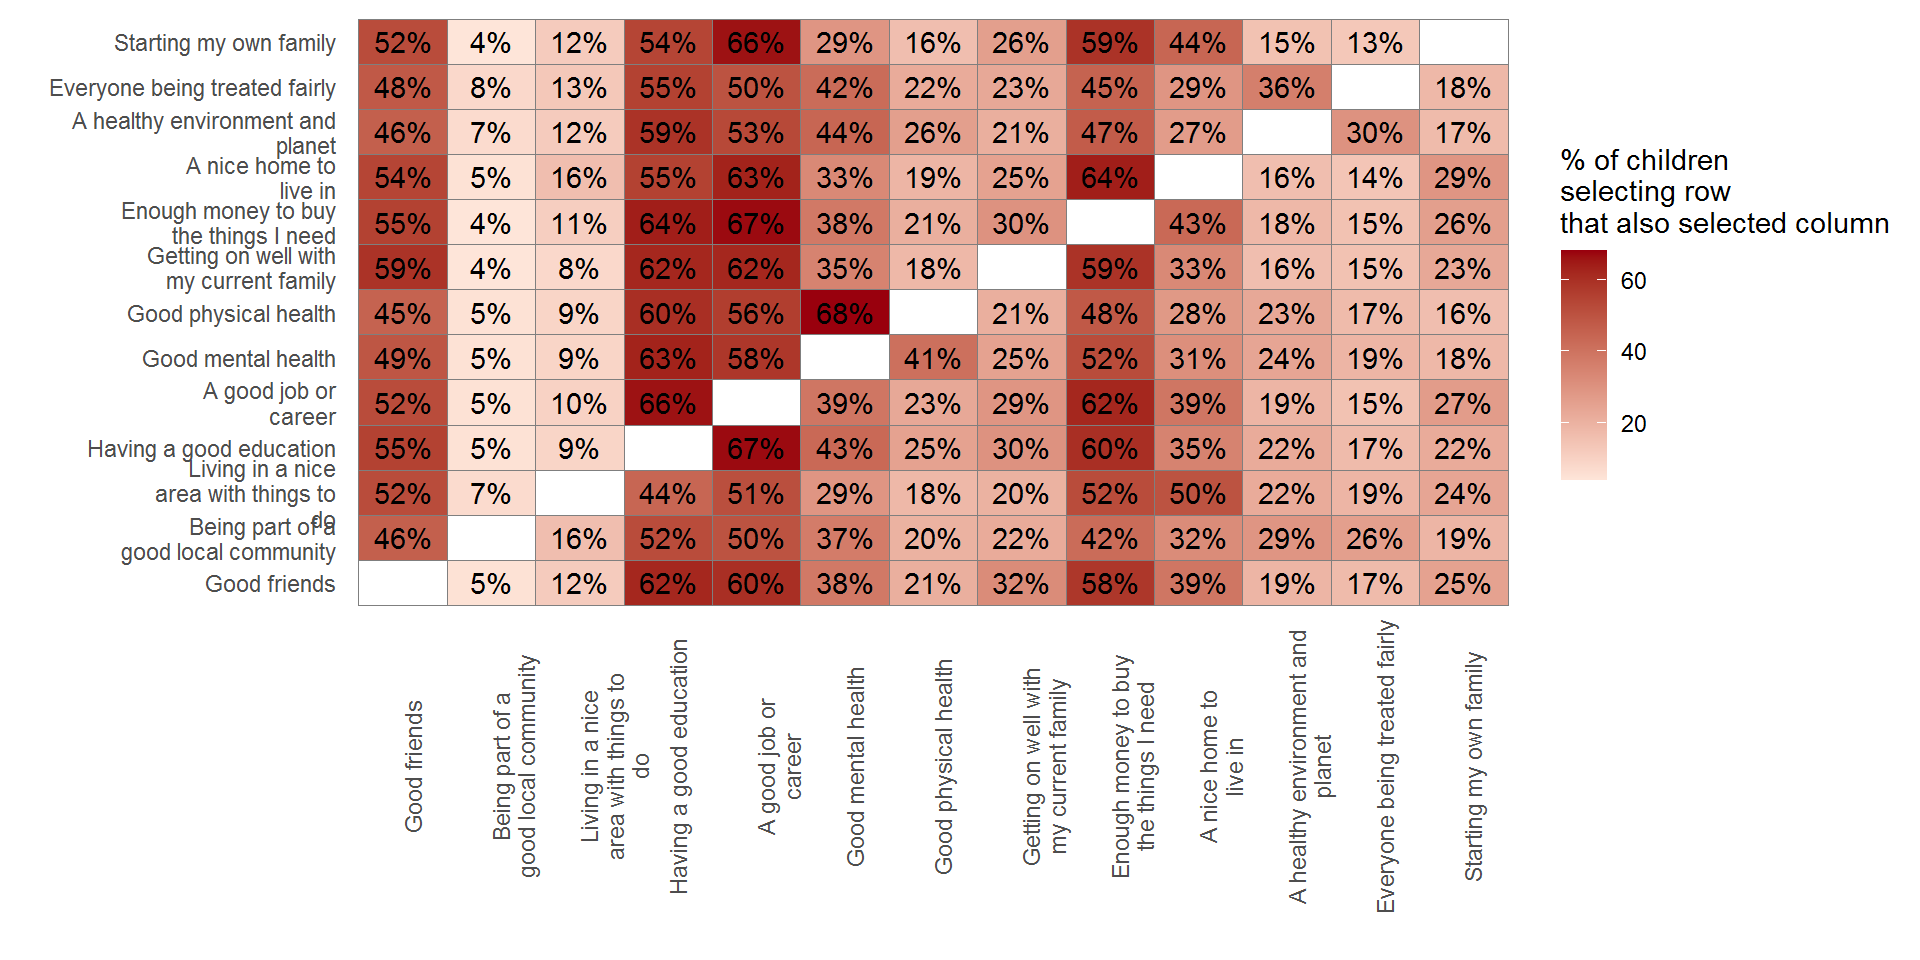 Starting my own family 52% 4% 12% 54% 66% 29% 16% 26% 59% 44% 15% 13%
Everyone being treated fairly 48% 8% 13% 55% 50% 42% 22% 23% 45% 29% 36% 18%
A healthy environment and
planet 46% 7% 12% 59% 53% 44% 26% 21% 47% 27% 30% 17%
A nice home to
live in 54% 5% 16% 55% 63% 33% 19% 25% 64% 16% 14% 29%
Enough money to buy
the things I need 55% 4% 11% 64% 67% 38% 21% 30% 43% 18% 15% 26%
Getting on well with
my current family 59% 4% 8% 62% 62% 35% 18% 59% 33% 16% 15% 23%
Good physical health 45% 5% 9% 60% 56% 68% 21% 48% 28% 23% 17% 16%
Good mental health 49% 5% 9% 63% 58% 41% 25% 52% 31% 24% 19% 18%
A good job or
career 52% 5% 10% 66% 39% 23% 29% 62% 39% 19% 15% 27%
Having a good education 55% 5% 9% 67% 43% 25% 30% 60% 35% 22% 17% 22%
Living in a nice
area with things to
do 52% 7% 44% 51% 29% 18% 20% 52% 50% 22% 19% 24%
Being part of a
good local community 46% 16% 52% 50% 37% 20% 22% 42% 32% 29% 26% 19%
Good friends 5% 12% 62% 60% 38% 21% 32% 58% 39% 19% 17% 25%
Good friends
Being part of a
good local community
Living in a nice
area with things to
do
Having a good education
A good job or
career
Good mental health
Good physical health
Getting on well with
my current family
Enough money to buy
the things I need
A nice home to
live in
A healthy environment and
planet
Everyone being treated fairly
Starting my own family
% of children
selecting row
that also selected column
60
40
20